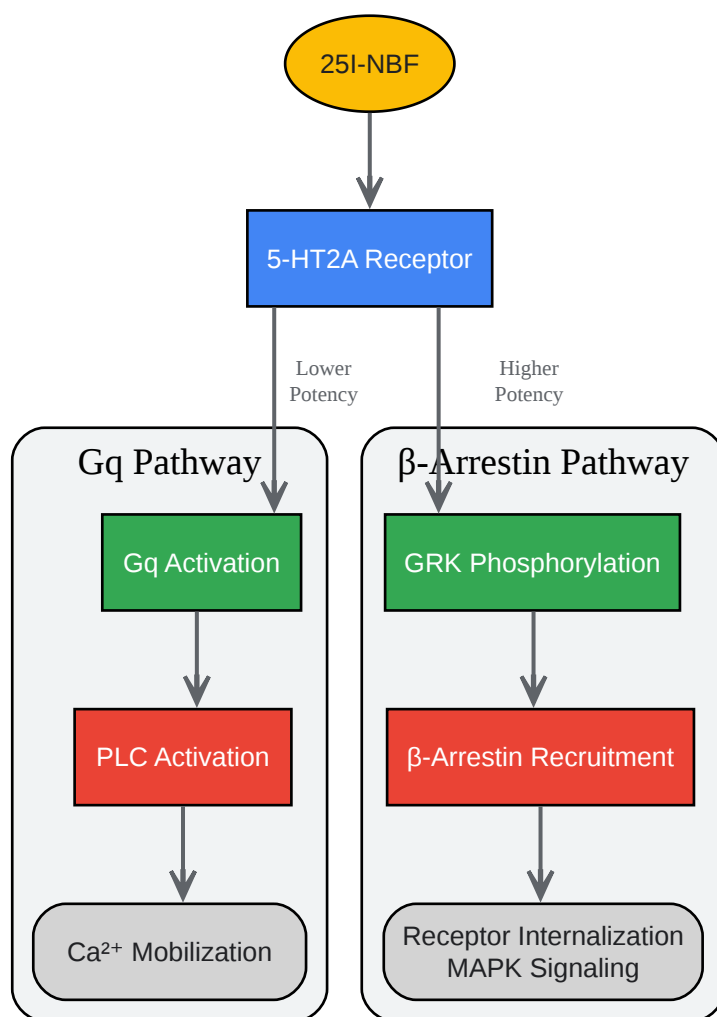 25I-NBF
5-HT2A Receptor
Lower
Potency
Higher
Potency
Gq Pathway
β-Arrestin Pathway
Gq Activation
GRK Phosphorylation
PLC Activation
β-Arrestin Recruitment
Ca²⁺ Mobilization
Receptor Internalization
MAPK Signaling